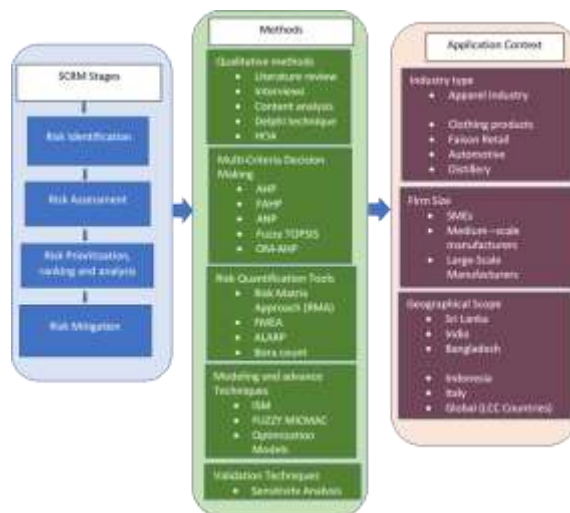 SCRM Stages
Risk Identification
Risk Assessment
Risk Prioritization,
ranking and analysis
Risk Mitigation
Methods
Qualitative methods
Literature review
Interviews
Content analysis
Delphi technique
HOA
Multi-Criteria Decision
Making
AHP
FAHP
ANP
Fuzzy TOPSIS
OM-AHP
Risk Quantification Tools
Risk Matrix
Approach (RMA)
FMEA
ALARP
Bora count
Modeling and advance
Techniques
ISM
FUZZY MICMAC
Optimization
Models
Validation Techniques
Sensitivity Analysis
Application Context
Industry type
Apparel Industry
Clothing products
Faison Retail
Automotive
Distillery
Firm Size
SMEs
Medium –scale
manufacturers
Large-Scale
Manufacturers
Geographical Scope
Sri Lanka
India
Bangladesh
Indonesia
Italy
Global (LCC Countries)